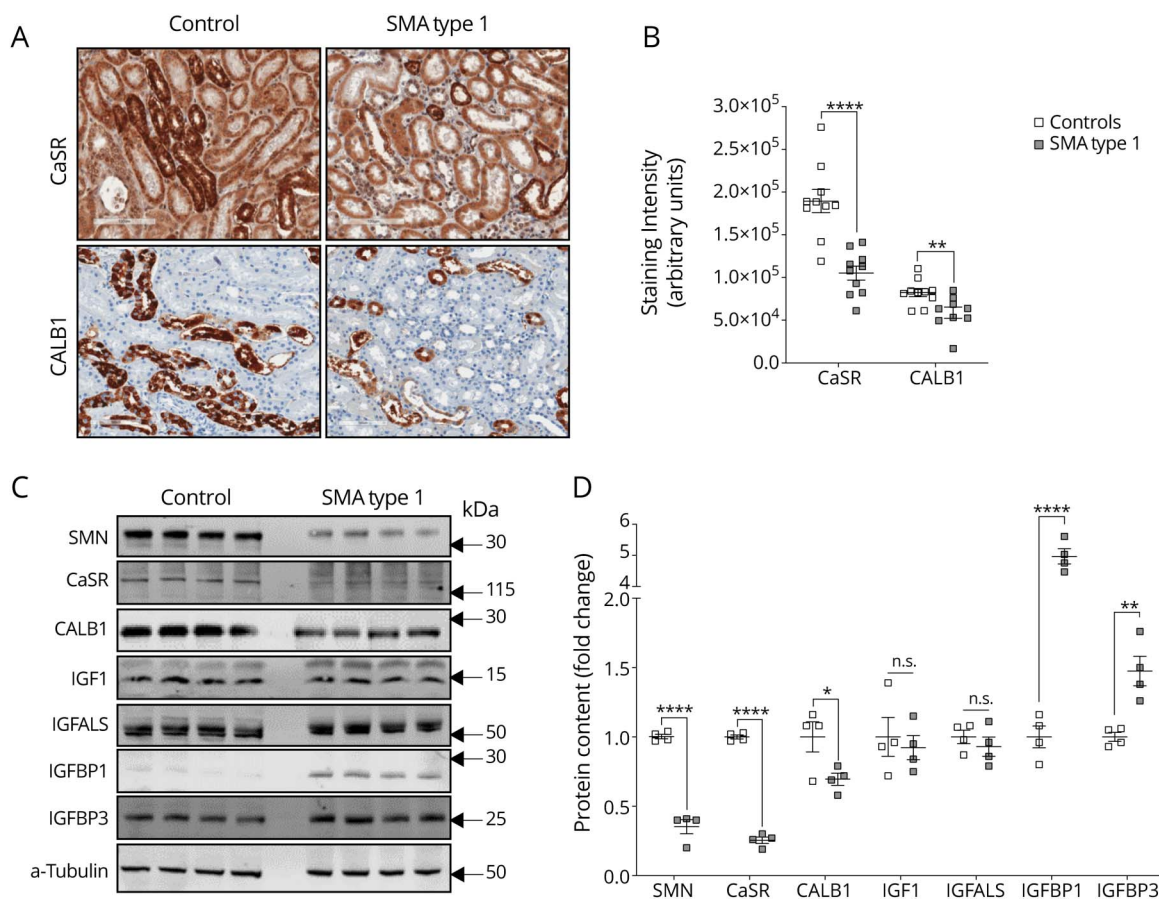 A
Control
SMA type 1
CaSR
CALB1
B
Staining Intensity
(arbitrary units)
3.0×10⁵
2.5×10⁵
2.0×10⁵
1.5×10⁵
1.0×10⁵
5.0×10⁴
0.0
****
**
CaSR
CALB1
Controls
SMA type 1
C
Control
SMA type 1
kDa
SMN
30
CaSR
115
CALB1
30
IGF1
15
IGFALS
50
IGFBP1
30
IGFBP3
25
a-Tubulin
50
D
Protein content (fold change)
6
5
4
2.0
1.5
1.0
0.5
0.0
****
****
*
n.s.
n.s.
****
**
SMN
CaSR
CALB1
IGF1
IGFALS
IGFBP1
IGFBP3